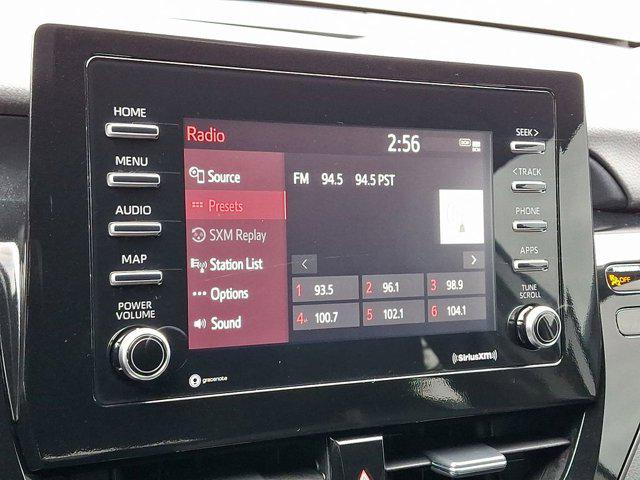 HOME
MENU
AUDIO
MAP
POWER
VOLUME
Radio
2:56
Source
Presets
SXM Replay
Station List
Options
Sound
FM 94.5 94.5 PST
1 93.5 2 96.1 3 98.9
4 100.7 5 102.1 6 104.1
SEEK >
< TRACK
PHONE
APPS
TUNE
SCROLL
gracenote
((SiriusXM))
OFF